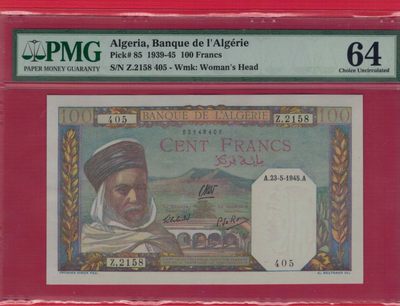 PMG
PAPER MONEY GUARANTY
Algeria, Banque de l'Algérie
Pick# 85 1939-45 100 Francs
S/N Z.2158 405 - Wmk: Woman's Head
64
Choice Uncirculated
BANQUE DE L'ALGERIE
100
100
405
Z.2158
CENT FRANCS
A.23-5-1945.A
Z.2158
405